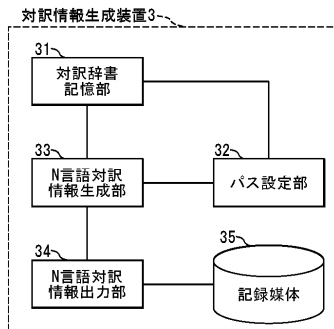 対訳情報生成装置3
31
対訳辞書
記憶部
33
32
N言語対訳
情報生成部
パス設定部
34
35
N言語対訳
情報出力部
記録媒体